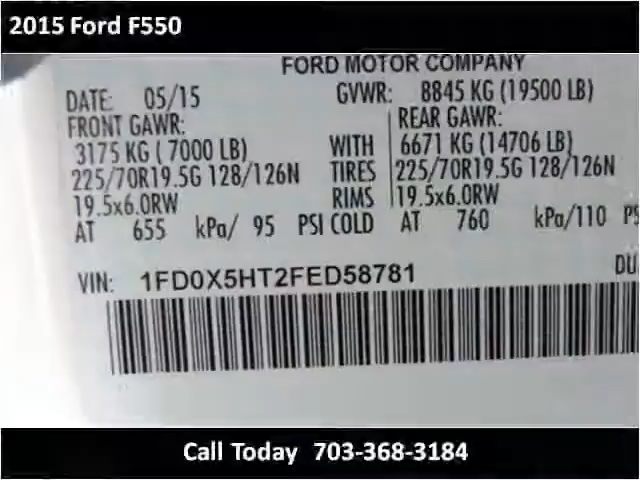 2015 Ford F550
FORD MOTOR COMPANY
DATE: 05/15 GVWR: 8845 KG (19500 LB)
FRONT GAWR: REAR GAWR:
3175 KG ( 7000 LB) WITH 6671 KG (14706 LB)
225/70R19.5G 128/126N TIRES 225/70R19.5G 128/126N
19.5x6.0RW RIMS 19.5x6.0RW
AT 655 kPa/ 95 PSI COLD AT 760 kPa/110 PS
VIN: 1FD0X5HT2FED58781 DU
Call Today 703-368-3184